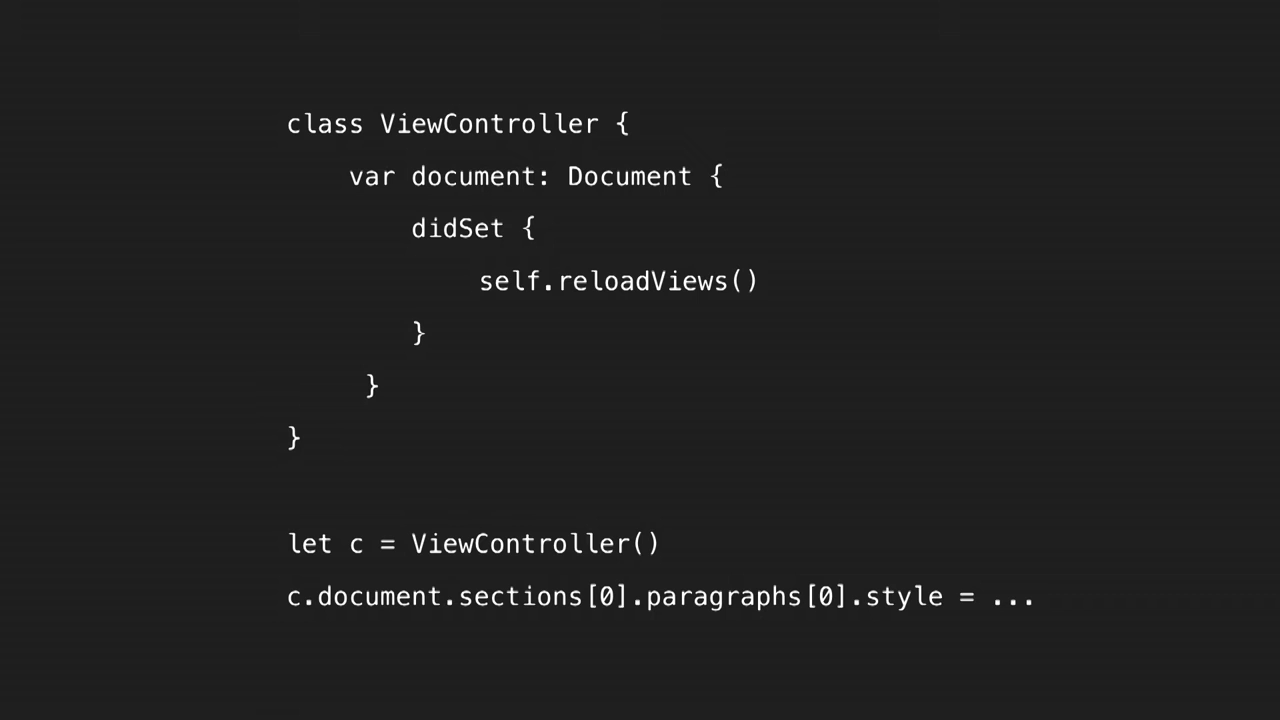 class ViewController {
    var document: Document {
        didSet {
            self.reloadViews()
        }
     }
}
let c = ViewController()
c.document.sections[0].paragraphs[0].style = ...